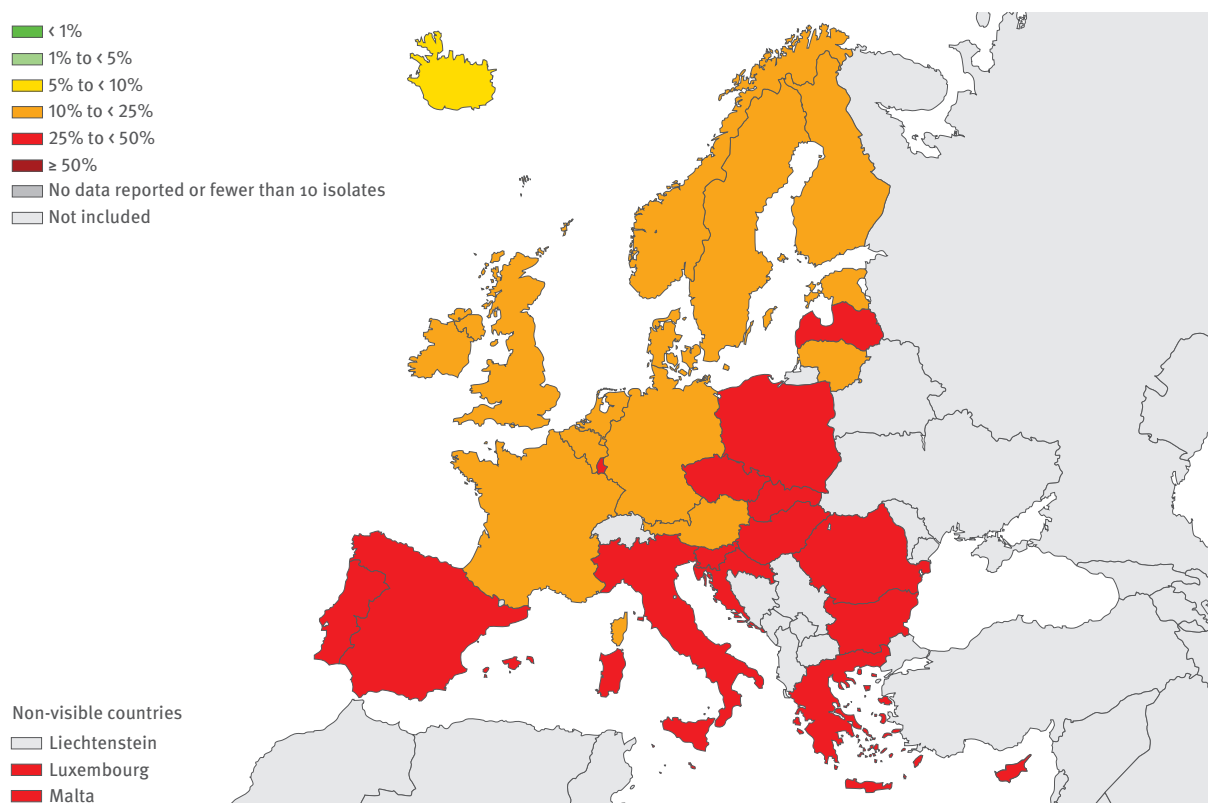 < 1%
1% to < 5%
5% to < 10%
10% to < 25%
25% to < 50%
≥ 50%
No data reported or fewer than 10 isolates
Not included
Non-visible countries
Liechtenstein
Luxembourg
Malta